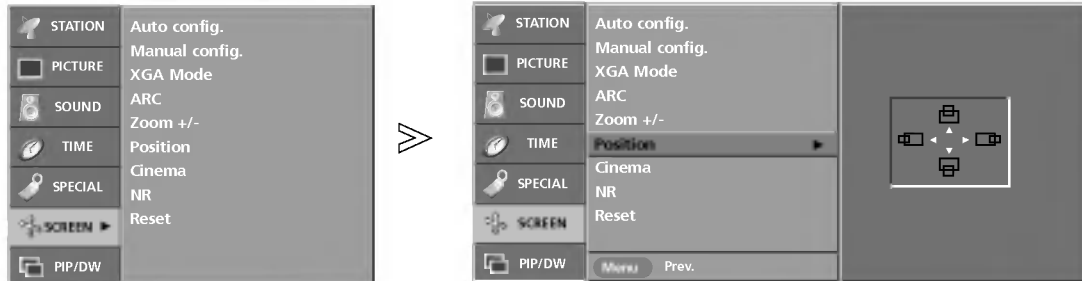 STATION
PICTURE
SOUND
TIME
SPECIAL
SCREEN
PIP/DW
Auto config.
Manual config.
XGA Mode
ARC
Zoom +/-
Position
Cinema
NR
Reset
STATION
PICTURE
SOUND
TIME
SPECIAL
SCREEN
PIP/DW
Auto config.
Manual config.
XGA Mode
ARC
Zoom +/-
Position
Cinema
NR
Reset
Menu Prev.